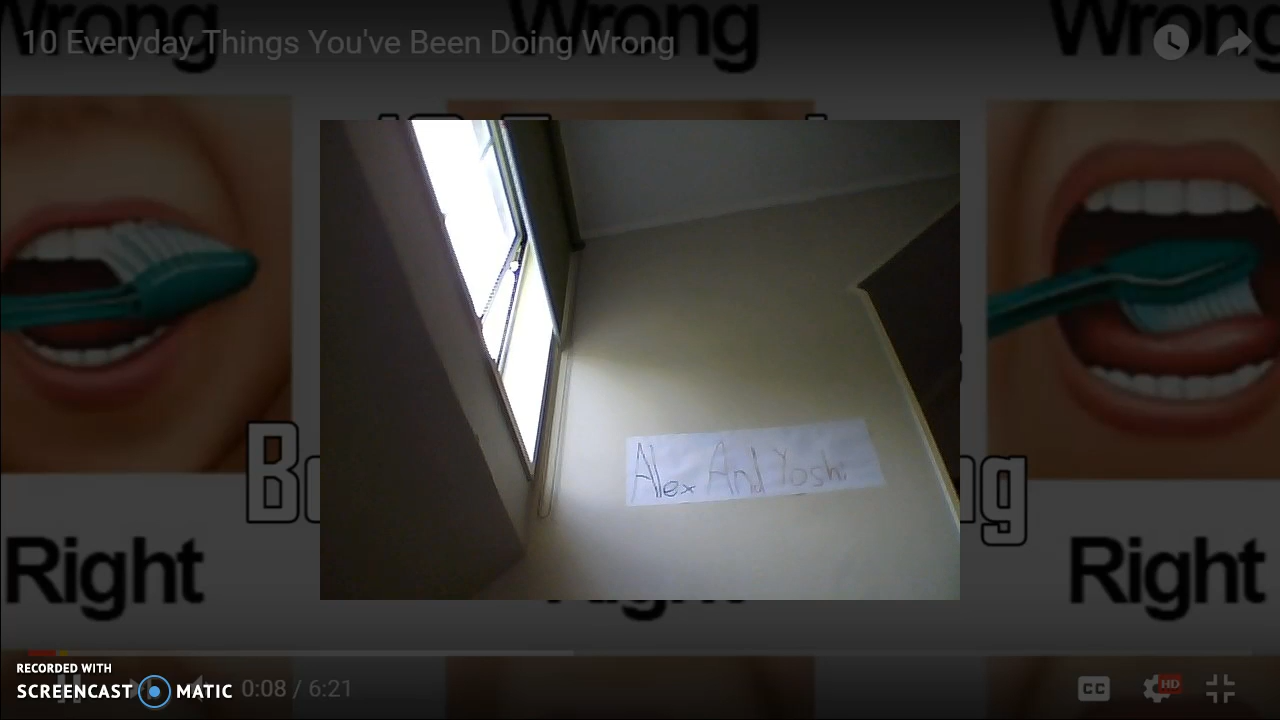 Wrong Wrong Wrong
10 Everyday Things You've Been Doing Wrong
Alex And Yoshi
Right Right Right
RECORDED WITH
SCREENCAST MATIC 0:08 / 6:21 CC HD